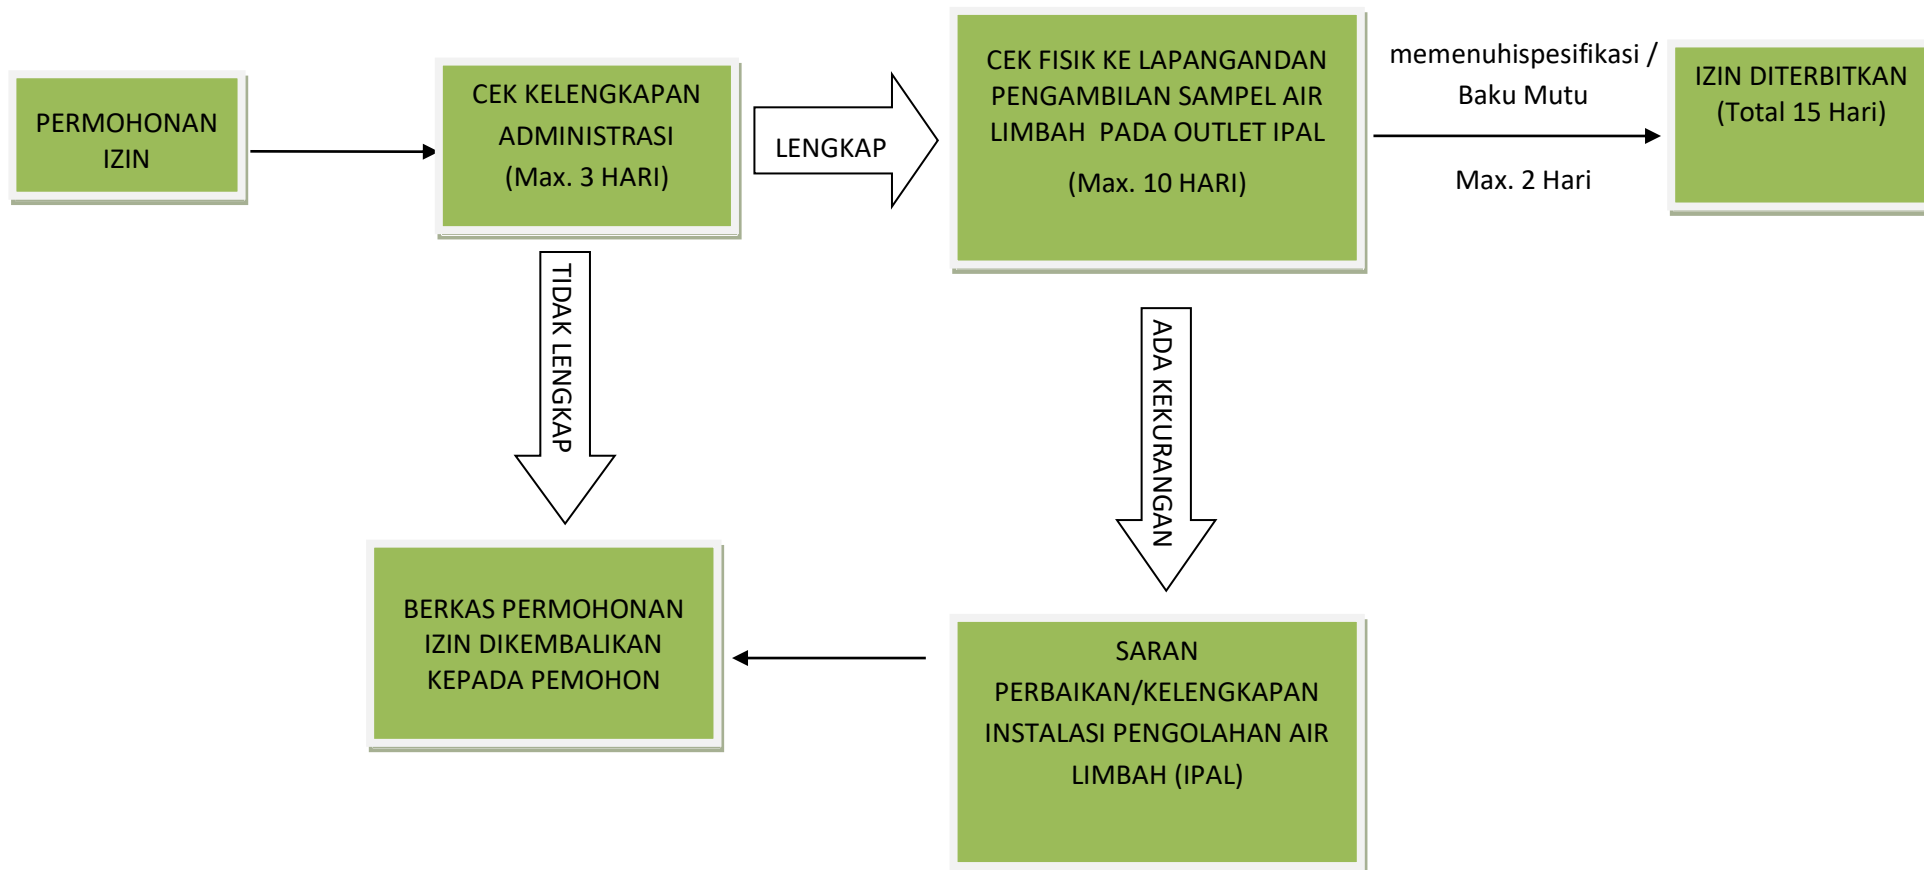 PERMOHONAN
IZIN
CEK KELENGKAPAN
ADMINISTRASI
(Max. 3 HARI)
LENGKAP
CEK FISIK KE LAPANGANDAN
PENGAMBILAN SAMPEL AIR
LIMBAH  PADA OUTLET IPAL
(Max. 10 HARI)
memenuhispesifikasi /
Baku Mutu
Max. 2 Hari
IZIN DITERBITKAN
(Total 15 Hari)
TIDAK LENGKAP
ADA KEKURANGAN
BERKAS PERMOHONAN
IZIN DIKEMBALIKAN
KEPADA PEMOHON
SARAN
PERBAIKAN/KELENGKAPAN
INSTALASI PENGOLAHAN AIR
LIMBAH (IPAL)